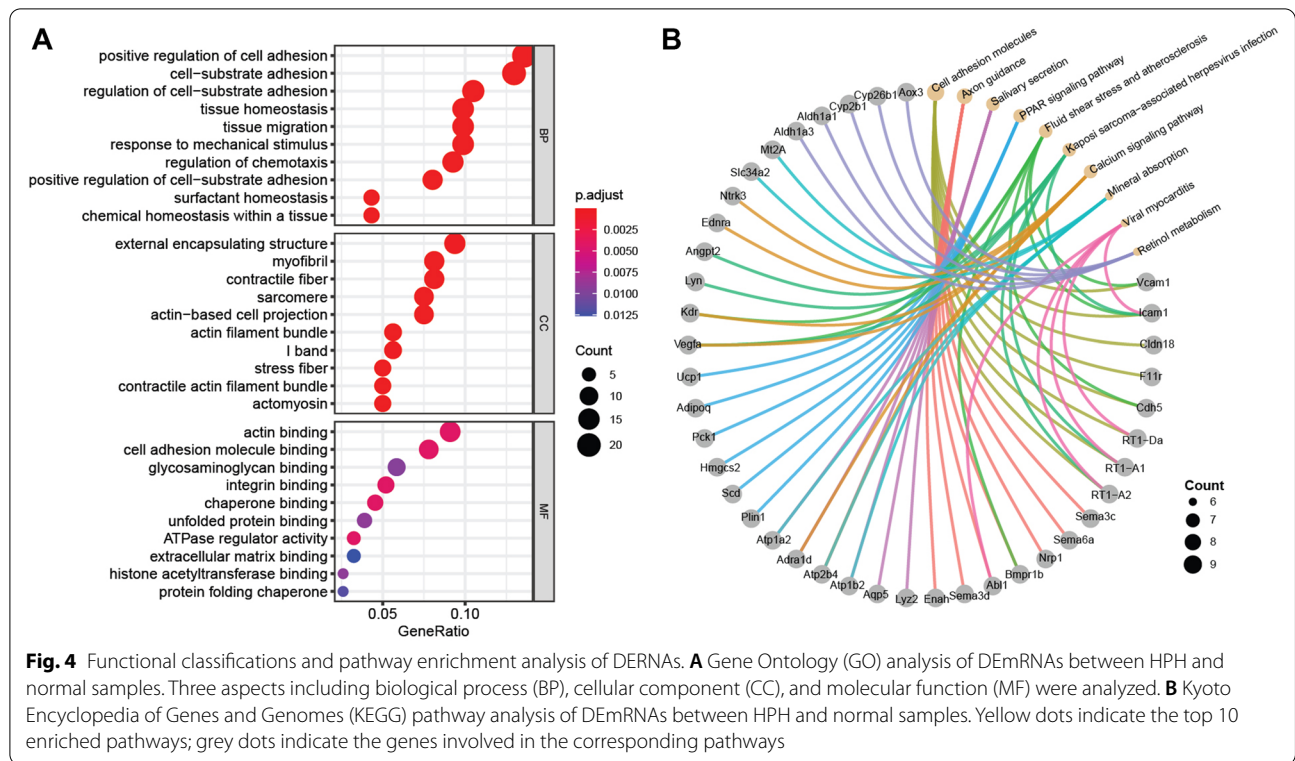 A
positive regulation of cell adhesion
cell−substrate adhesion
regulation of cell−substrate adhesion
tissue homeostasis
tissue migration
response to mechanical stimulus
regulation of chemotaxis
positive regulation of cell−substrate adhesion
surfactant homeostasis
chemical homeostasis within a tissue
BP
external encapsulating structure
myofibril
contractile fiber
sarcomere
actin−based cell projection
actin filament bundle
I band
stress fiber
contractile actin filament bundle
actomyosin
CC
actin binding
cell adhesion molecule binding
glycosaminoglycan binding
integrin binding
chaperone binding
unfolded protein binding
ATPase regulator activity
extracellular matrix binding
histone acetyltransferase binding
protein folding chaperone
MF
0.05 0.10
GeneRatio
p.adjust
0.0025
0.0050
0.0075
0.0100
0.0125
Count
5
10
15
20
B
Cell adhesion molecules
Axon guidance
Salivary secretion
PPAR signaling pathway
Fluid shear stress and atherosclerosis
Kaposi sarcoma−associated herpesvirus infection
Calcium signaling pathway
Mineral absorption
Viral myocarditis
Retinol metabolism
Vcam1
Icam1
Cldn18
F11r
Cdh5
RT1−Da
RT1−A1
RT1−A2
Sema3c
Sema6a
Nrp1
Bmpr1b
Abl1
Sema3d
Enah
Lyz2
Aqp5
Atp1b2
Atp2b4
Adra1d
Atp1a2
Plin1
Scd
Hmgcs2
Pck1
Adipoq
Ucp1
Vegfa
Kdr
Lyn
Angpt2
Ednra
Ntrk3
Slc34a2
Mt2A
Aldh1a3
Aldh1a1
Cyp2b1
Cyp26b1
Aox3
Count
6
7
8
9
Fig. 4 Functional classifications and pathway enrichment analysis of DERNAs. A Gene Ontology (GO) analysis of DEmRNAs between HPH and
normal samples. Three aspects including biological process (BP), cellular component (CC), and molecular function (MF) were analyzed. B Kyoto
Encyclopedia of Genes and Genomes (KEGG) pathway analysis of DEmRNAs between HPH and normal samples. Yellow dots indicate the top 10
enriched pathways; grey dots indicate the genes involved in the corresponding pathways